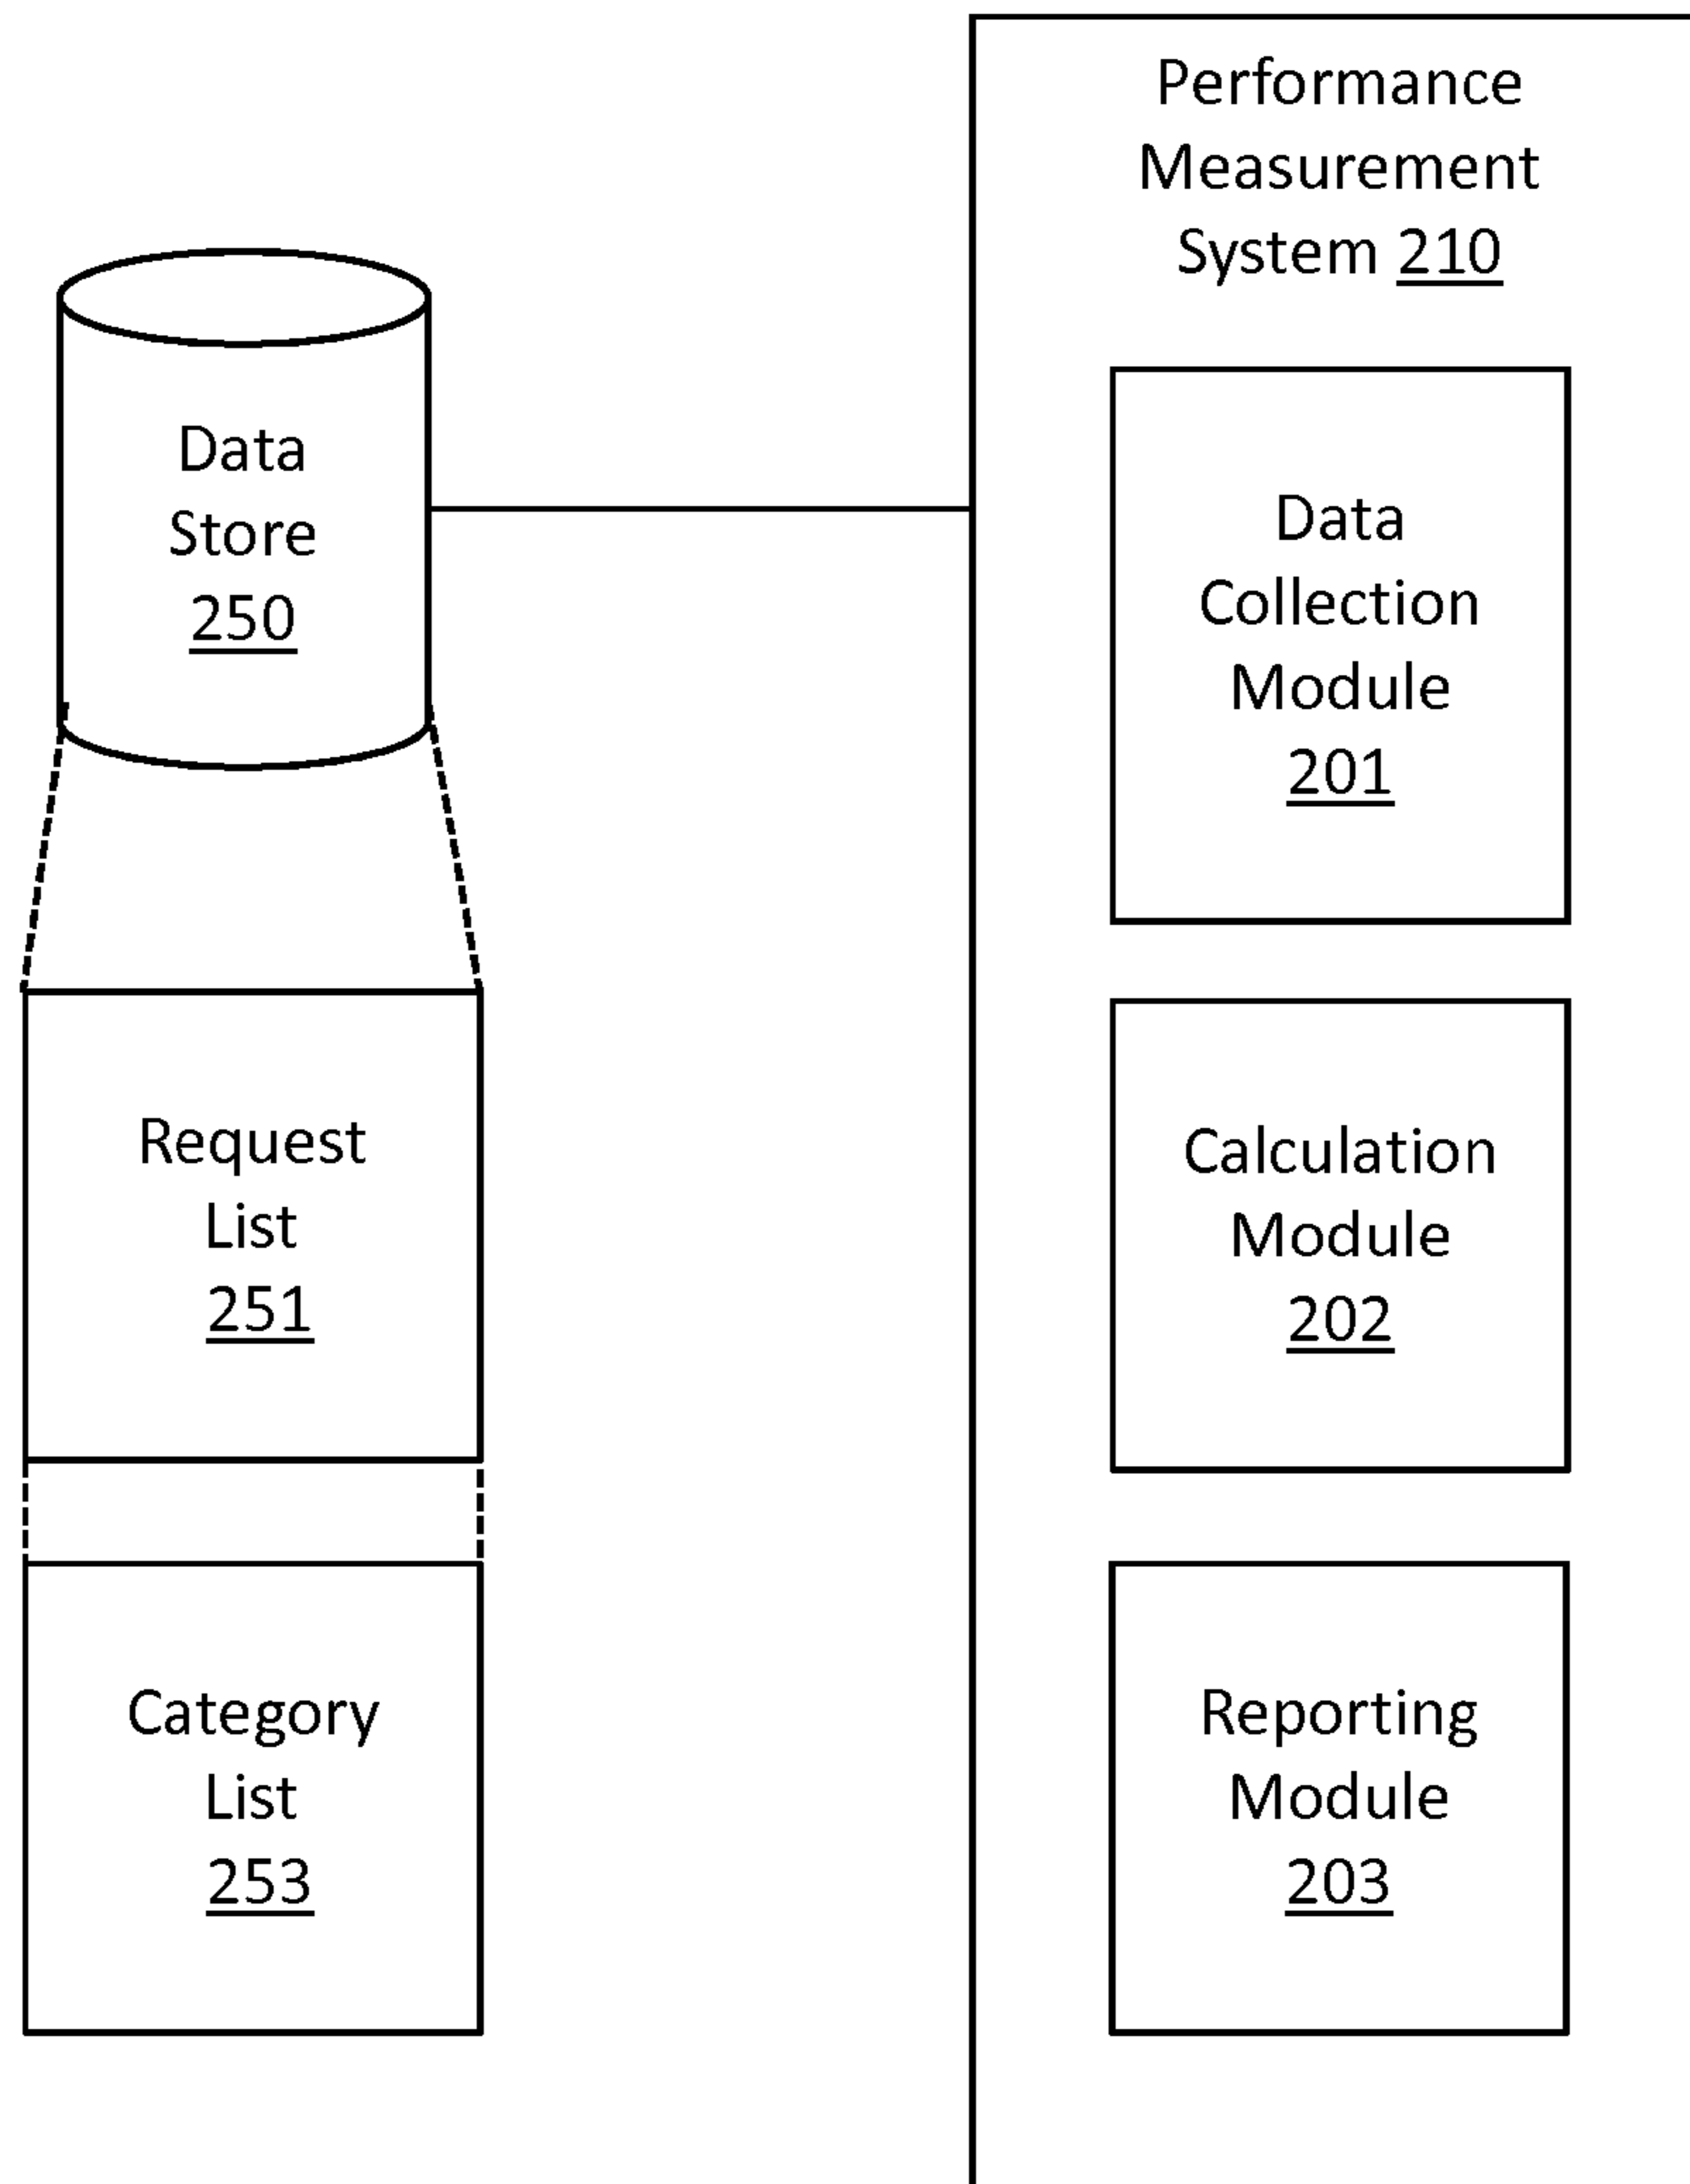 Performance
Measurement
System 210
Data
Store
250
Data
Collection
Module
201
Request
List
251
Calculation
Module
202
Category
List
253
Reporting
Module
203